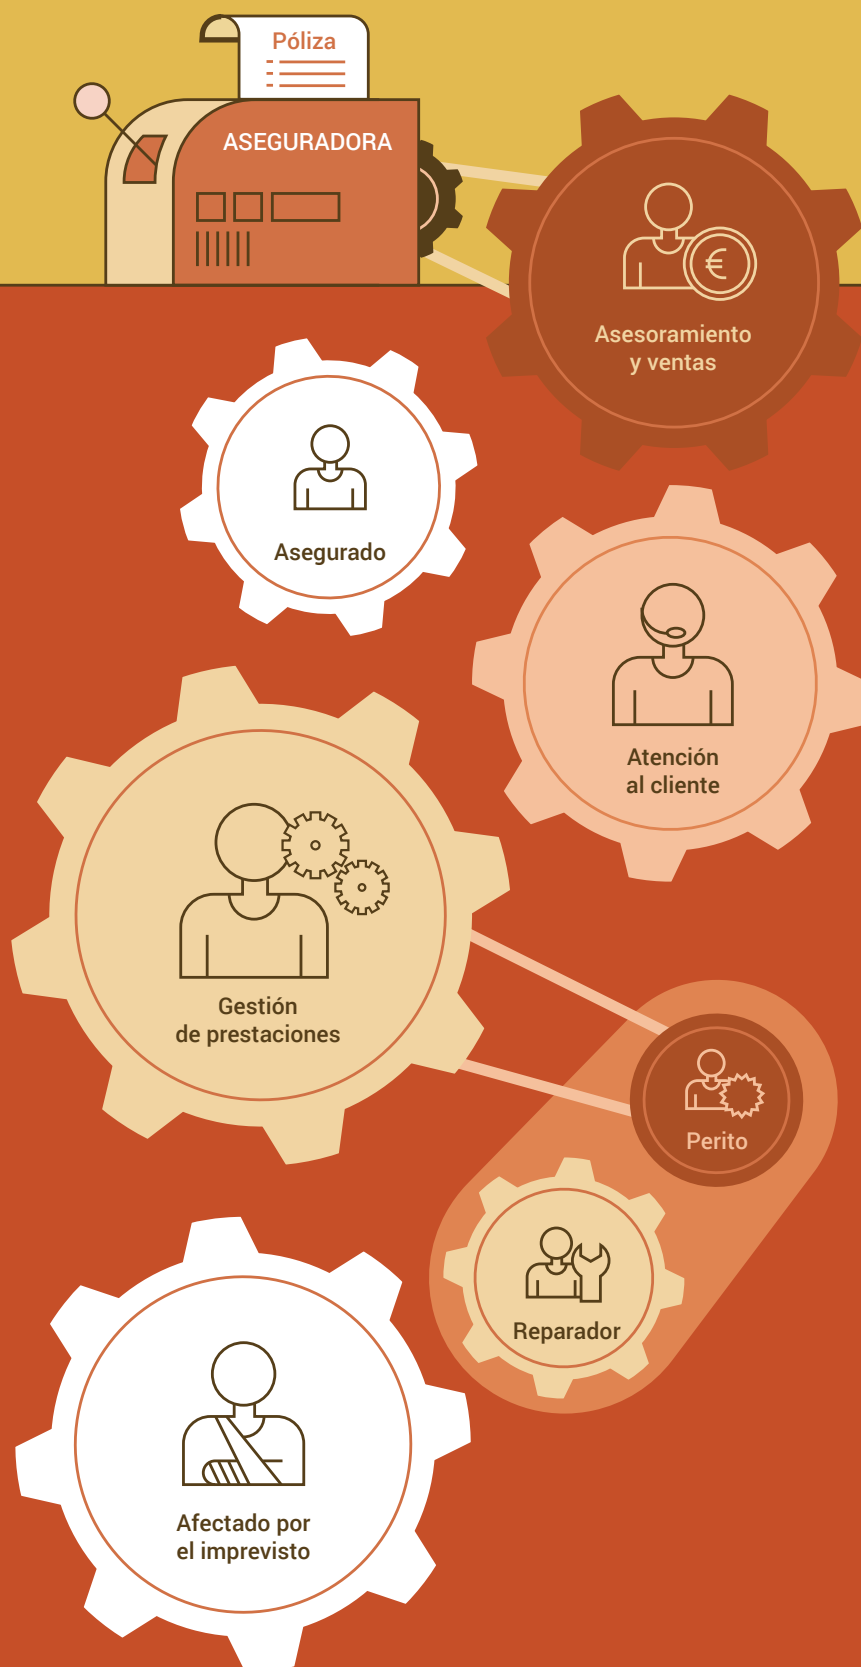 Póliza
ASEGURADORA
€
Asesoramiento
y ventas
Asegurado
Atención
al cliente
Gestión
de prestaciones
Perito
Reparador
Afectado por
el imprevisto